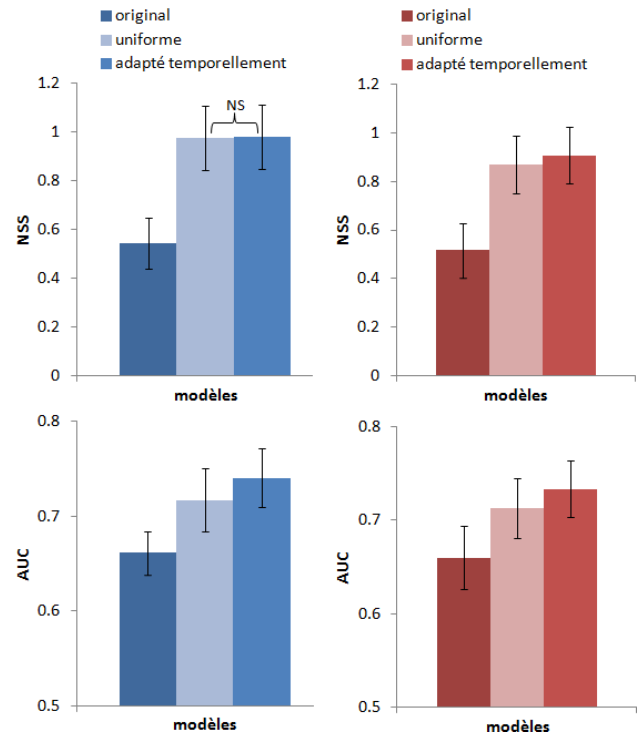 original
uniforme
adapté temporellement
1.2
1
0.8
0.6
0.4
0.2
0
NSS
NS
modèles
original
uniforme
adapté temporellement
1.2
1
0.8
0.6
0.4
0.2
0
NSS
modèles
0.8
0.7
0.6
0.5
AUC
modèles
0.8
0.7
0.6
0.5
AUC
modèles